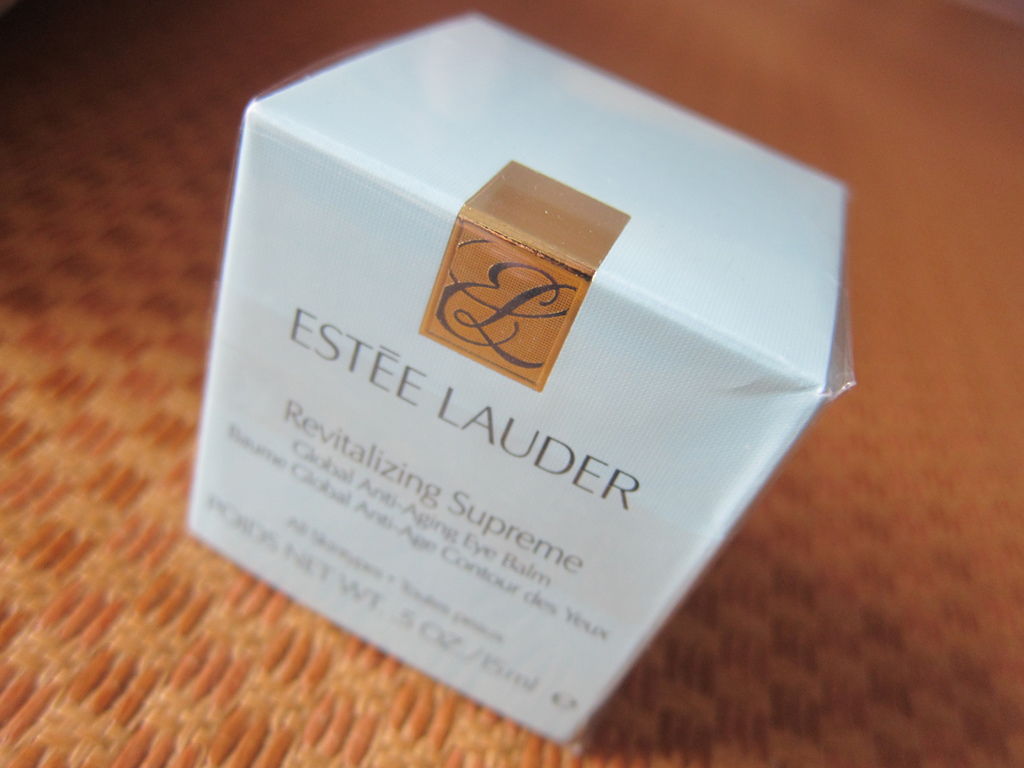 EL
ESTĒE LAUDER
Revitalizing Supreme
Global Anti-Aging Eye Balm
Baume Global Anti-Age Contour des Yeux
All Skintypes • Toutes peaux
POIDS NET WT. .5 OZ./15ml e